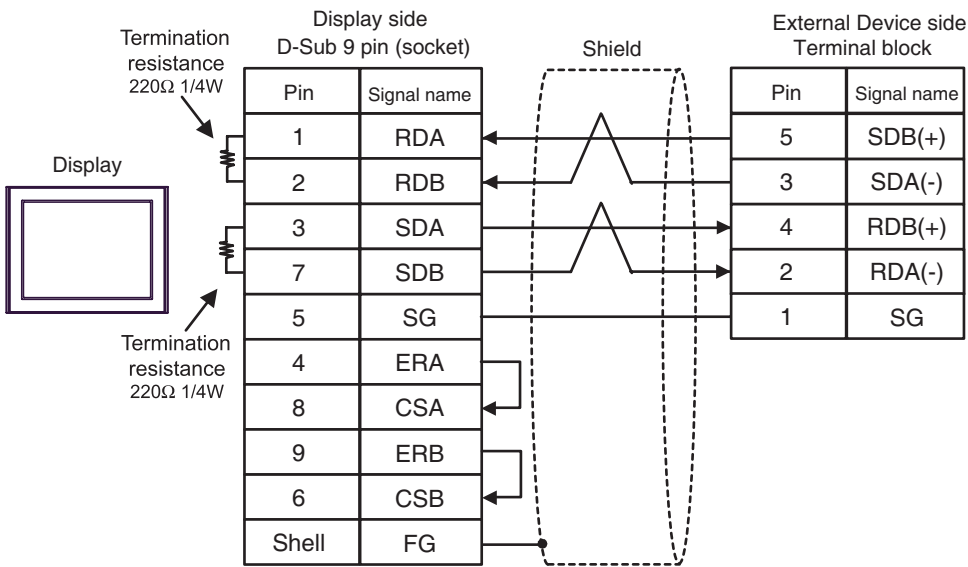 Display side
D-Sub 9 pin (socket)
Shield
External Device side
Terminal block
Termination
resistance
220Ω 1/4W
Display
Termination
resistance
220Ω 1/4W
Pin Signal name
1 RDA
2 RDB
3 SDA
7 SDB
5 SG
4 ERA
8 CSA
9 ERB
6 CSB
Shell FG
Pin Signal name
5 SDB(+)
3 SDA(-)
4 RDB(+)
2 RDA(-)
1 SG